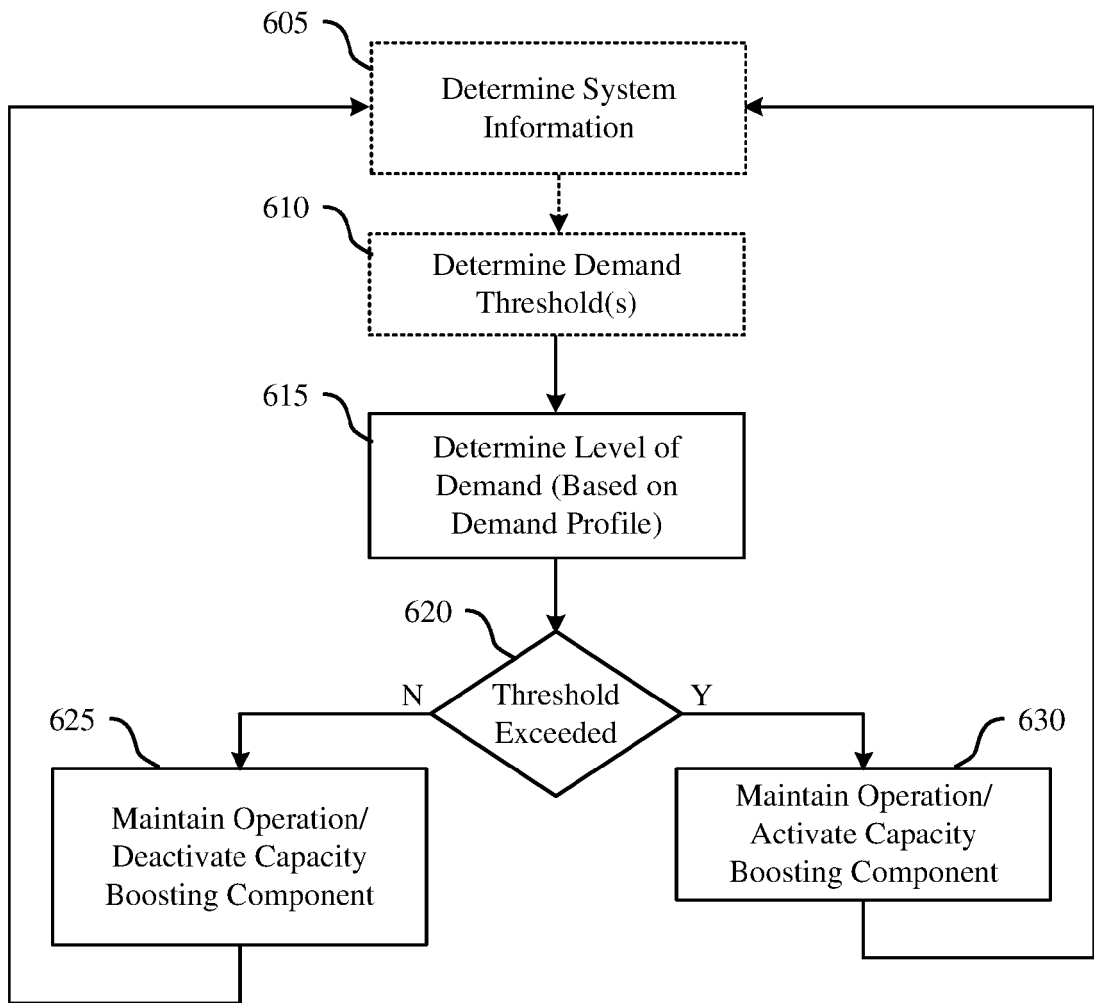 605
Determine System
Information
610
Determine Demand
Threshold(s)
615
Determine Level of
Demand (Based on
Demand Profile)
620
N
Threshold
Exceeded
Y
625
Maintain Operation/
Deactivate Capacity
Boosting Component
630
Maintain Operation/
Activate Capacity
Boosting Component